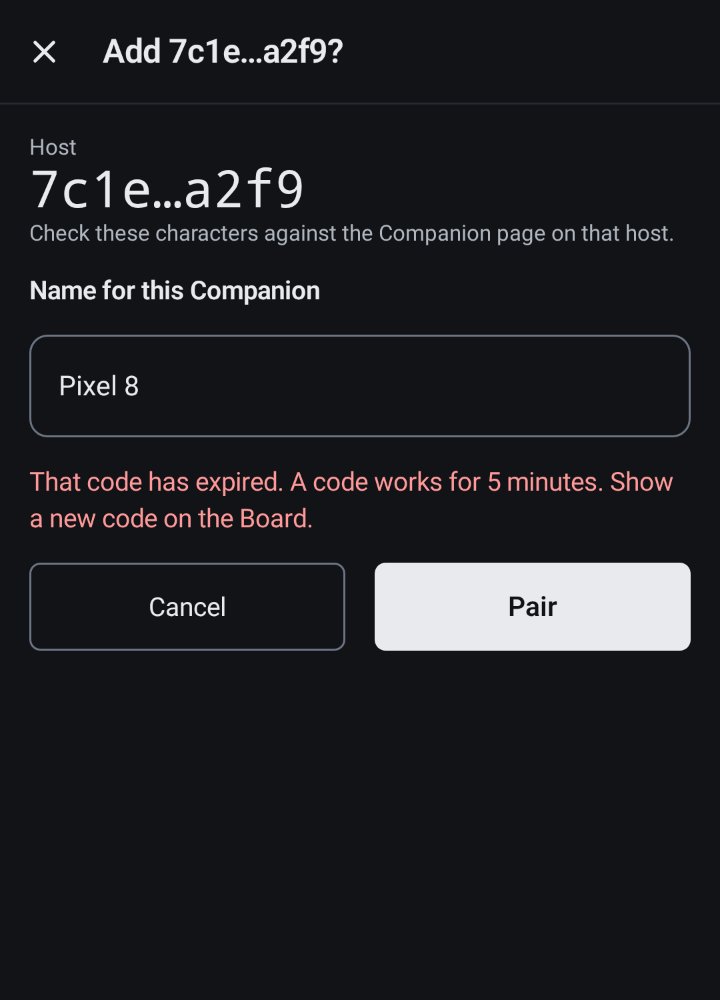 Add 7c1e…a2f9?
Host
7c1e…a2f9
Check these characters against the Companion page on that host.
Name for this Companion
Pixel 8
That code has expired. A code works for 5 minutes. Show
a new code on the Board.
Cancel
Pair